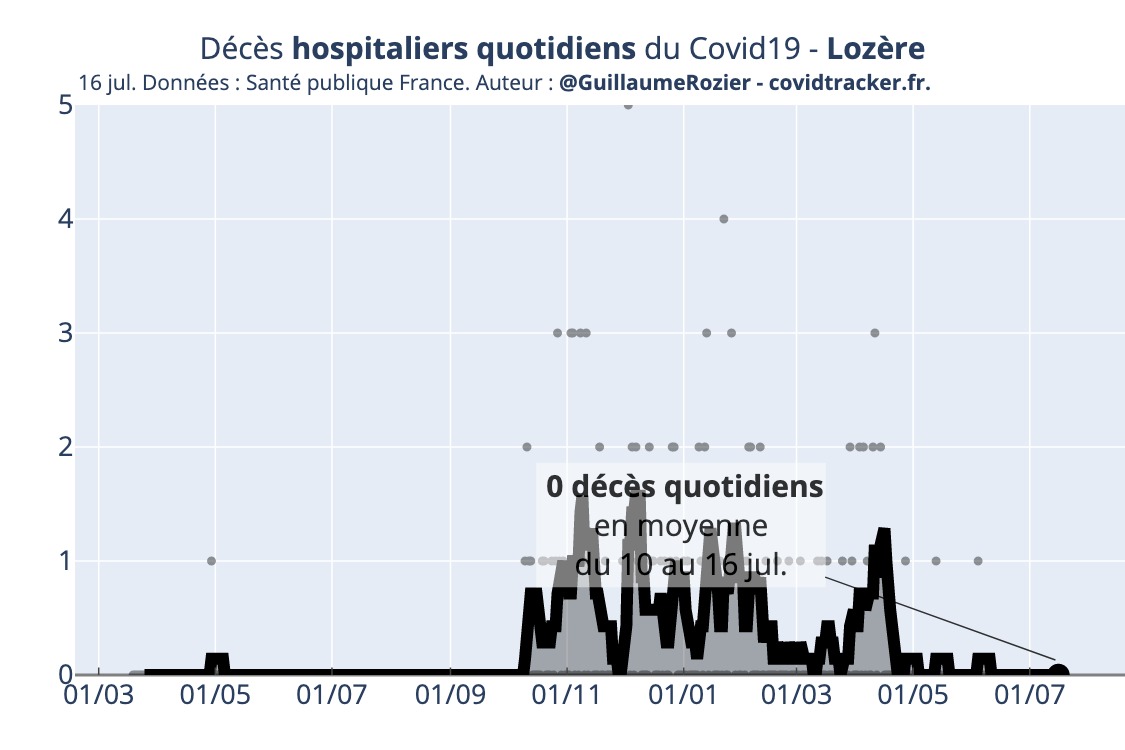 Décès hospitaliers quotidiens du Covid19 - Lozère
16 jul. Données : Santé publique France. Auteur : @GuillaumeRozier - covidtracker.fr.
5
4
3
2
0 décès quotidiens
en moyenne
du 10 au 16 jul.
1
0
01/03 01/05 01/07 01/09 01/11 01/01 01/03 01/05 01/07